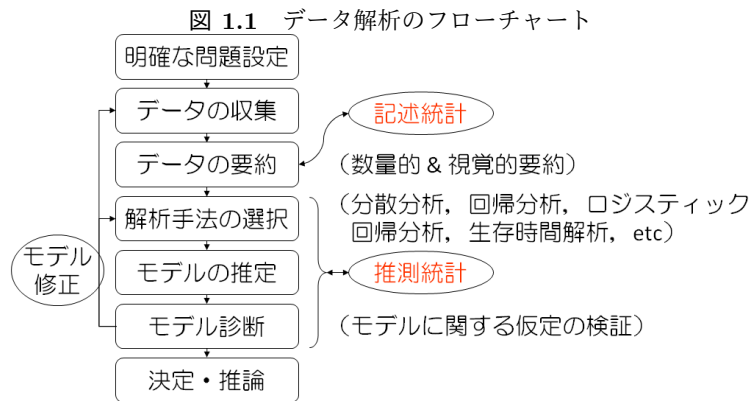 図 1.1 データ解析のフローチャート
明確な問題設定
データの収集
記述統計
データの要約
(数量的 & 視覚的要約)
解析手法の選択
(分散分析, 回帰分析, ロジスティック
回帰分析, 生存時間解析, etc)
モデル
修正
モデルの推定
推測統計
モデル診断
(モデルに関する仮定の検証)
決定・推論